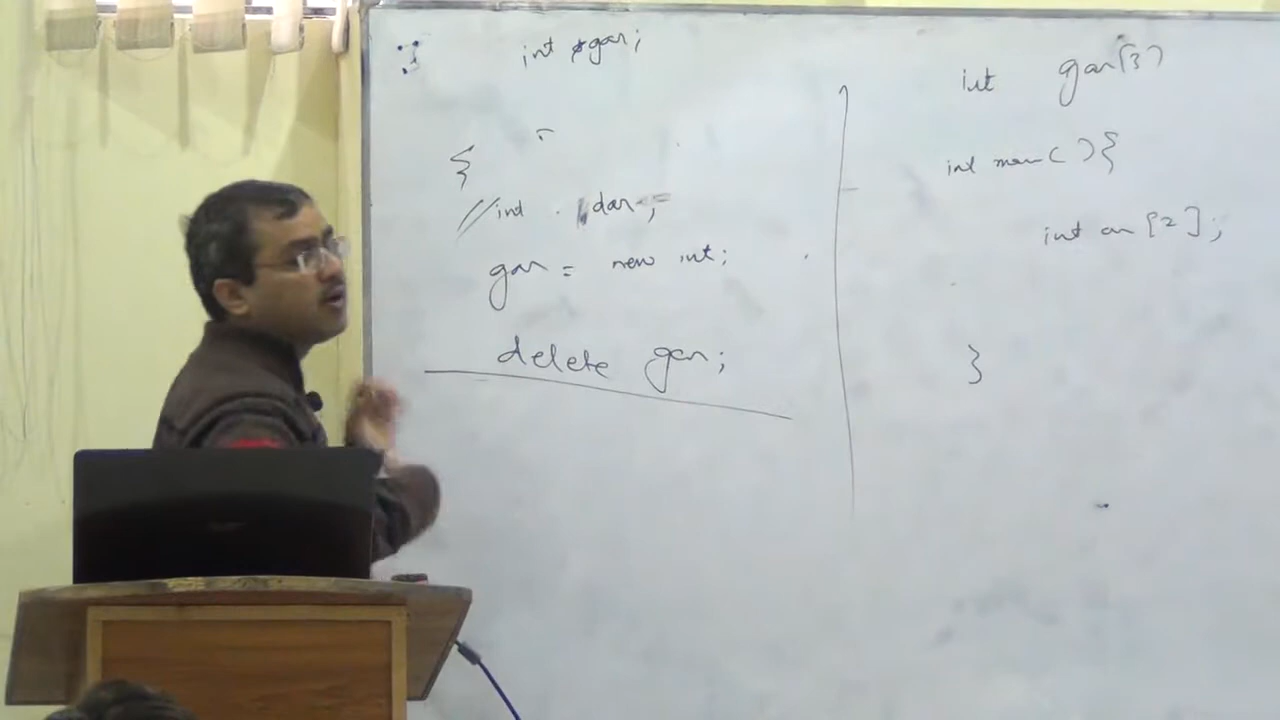 int *gar;
{
//int dar;
gar = new int;
delete gar;
int gar[3]
int main(){
int arr[2];
}